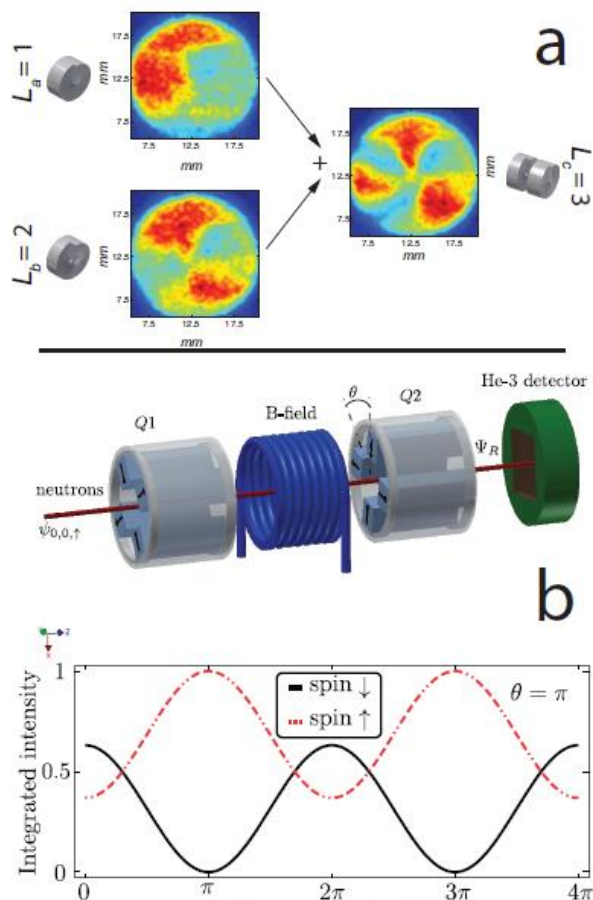 a
L_a = 1
17.5
12.5
7.5
mm
7.5 12.5 17.5
mm
L_b = 2
17.5
12.5
7.5
mm
7.5 12.5 17.5
mm
+
17.5
12.5
7.5
mm
7.5 12.5 17.5
mm
L_c = 3
He-3 detector
θ
Q2
B-field
Q1
Ψ_R
neutrons
ψ_{0,0,↑}
b
z
x
Integrated intensity
1
0.5
0
spin ↓
spin ↑
θ = π
0 π 2π 3π 4π